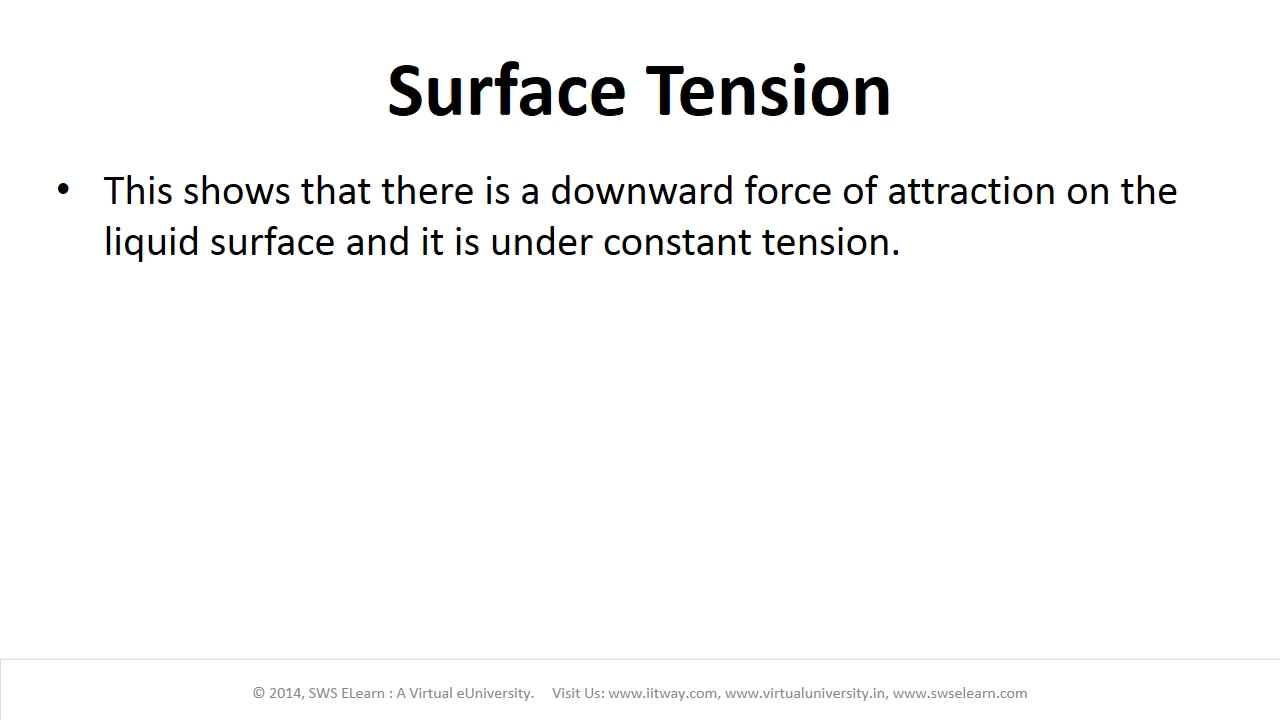 Surface Tension
• This shows that there is a downward force of attraction on the
liquid surface and it is under constant tension.
© 2014, SWS ELearn : A Virtual eUniversity. Visit Us: www.iitway.com, www.virtualuniversity.in, www.swselearn.com